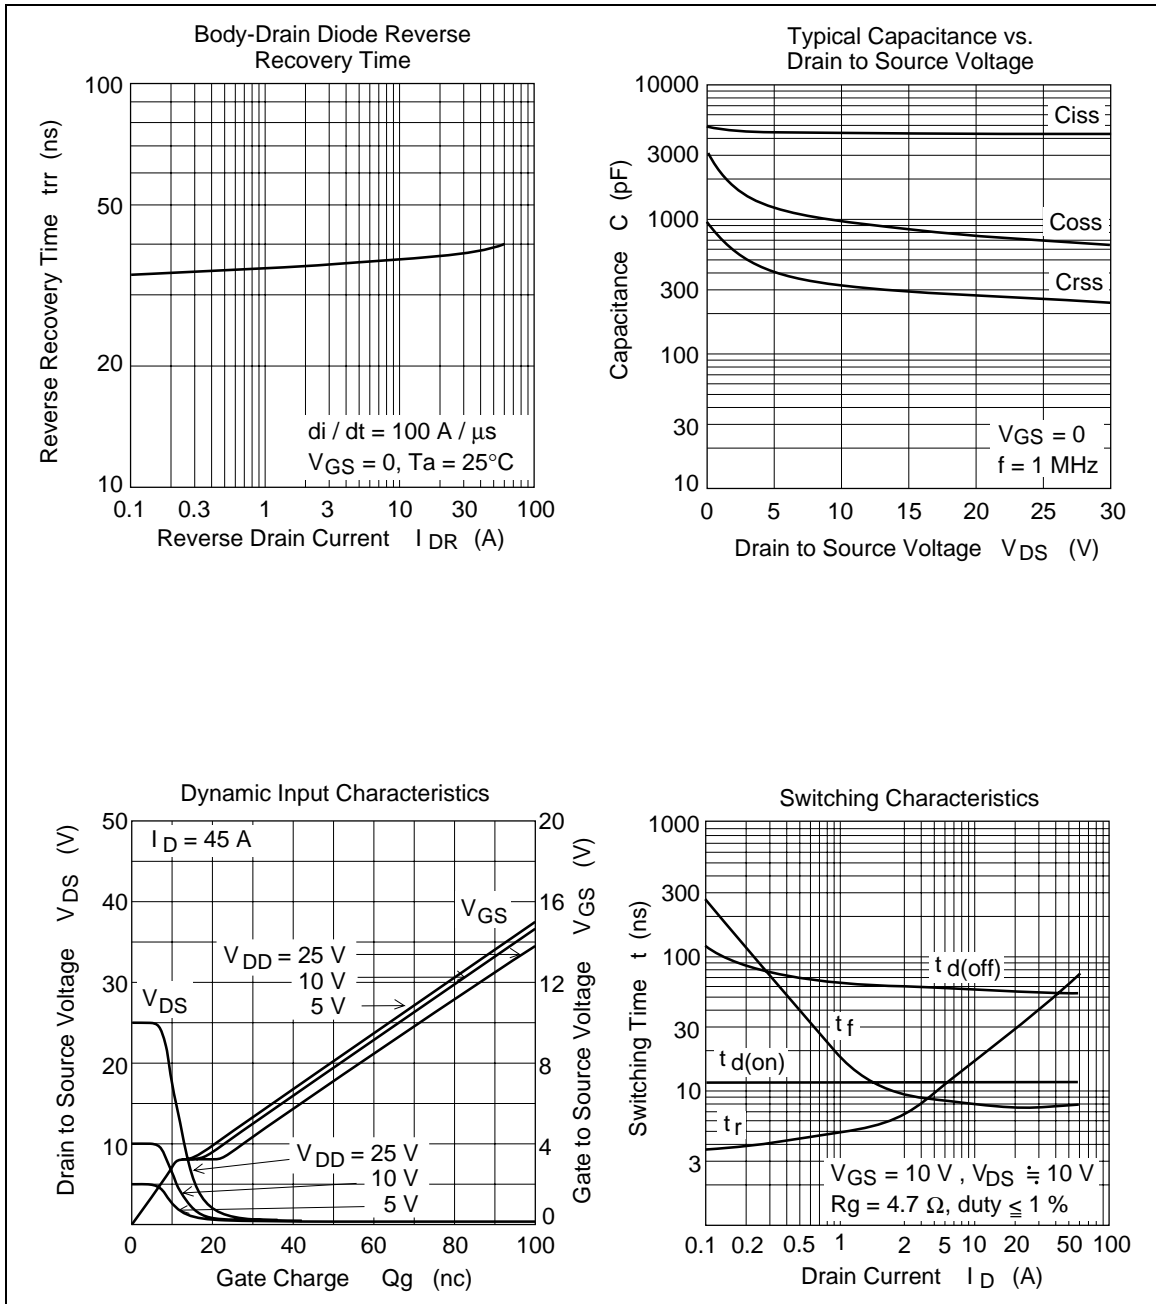 Body-Drain Diode Reverse
Recovery Time
Reverse Recovery Time trr (ns)
100
50
20
10
di / dt = 100 A / µs
VGS = 0, Ta = 25°C
0.1 0.3 1 3 10 30 100
Reverse Drain Current I DR (A)
Typical Capacitance vs.
Drain to Source Voltage
Capacitance C (pF)
10000
3000
1000
300
100
30
10
Ciss
Coss
Crss
VGS = 0
f = 1 MHz
0 5 10 15 20 25 30
Drain to Source Voltage VDS (V)
Dynamic Input Characteristics
Drain to Source Voltage VDS (V)
50
40
30
20
10
0
I D = 45 A
VDS
VGS
VDD = 25 V
10 V
5 V
VDD = 25 V
10 V
5 V
20
16
12
8
4
0
Gate to Source Voltage VGS (V)
0 20 40 60 80 100
Gate Charge Qg (nc)
Switching Characteristics
Switching Time t (ns)
1000
300
100
30
10
3
1
t d(off)
t f
t d(on)
t r
VGS = 10 V , VDS ≒ 10 V
Rg = 4.7 Ω, duty ≦ 1 %
0.1 0.2 0.5 1 2 5 10 20 50 100
Drain Current I D (A)